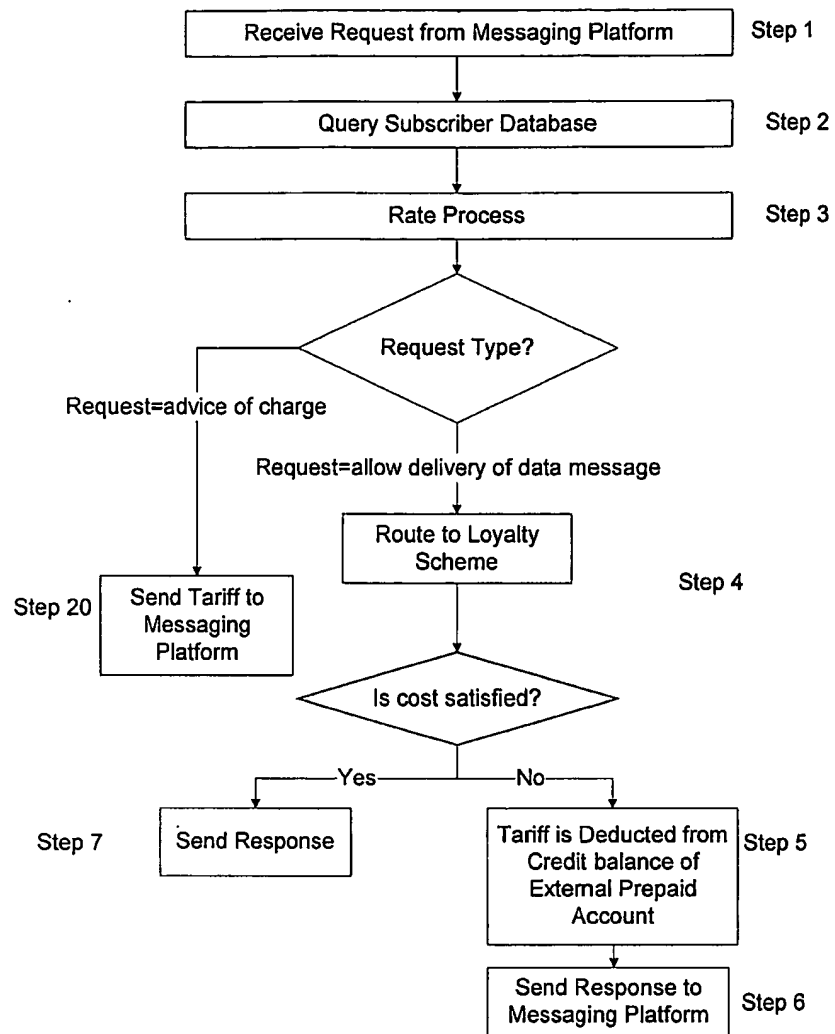 Receive Request from Messaging Platform
Step 1
Query Subscriber Database
Step 2
Rate Process
Step 3
Request Type?
Request=advice of charge
Request=allow delivery of data message
Route to Loyalty
Scheme
Step 4
Step 20
Send Tariff to
Messaging
Platform
Is cost satisfied?
Yes
No
Step 7
Send Response
Tariff is Deducted from
Credit balance of
External Prepaid
Account
Step 5
Send Response to
Messaging Platform
Step 6